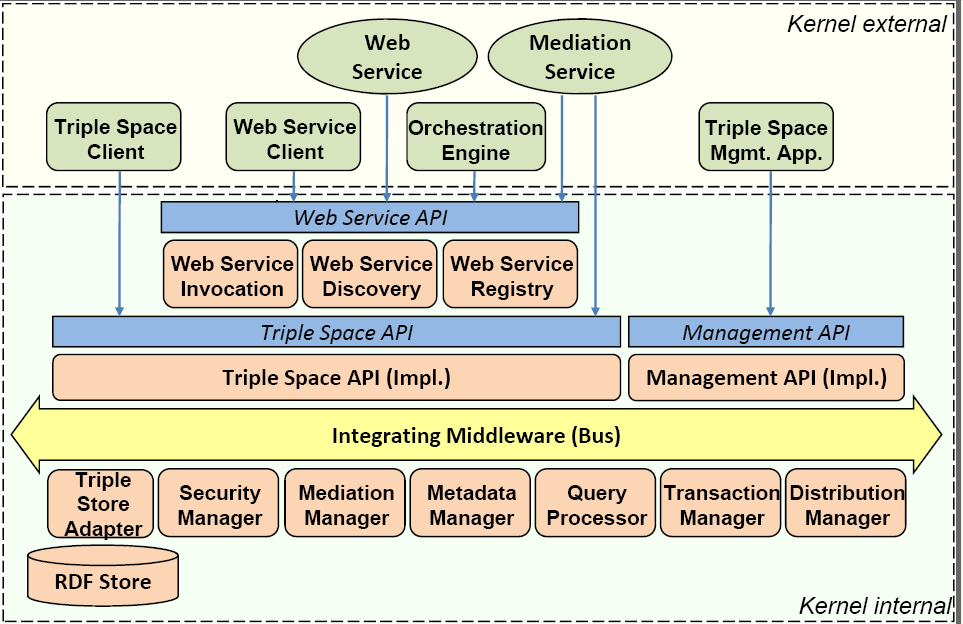 Kernel external
Web
Service
Mediation
Service
Triple Space
Client
Web Service
Client
Orchestration
Engine
Triple Space
Mgmt. App.
Web Service API
Web Service
Invocation
Web Service
Discovery
Web Service
Registry
Triple Space API
Management API
Triple Space API (Impl.)
Management API (Impl.)
Integrating Middleware (Bus)
Triple
Store
Adapter
Security
Manager
Mediation
Manager
Metadata
Manager
Query
Processor
Transaction
Manager
Distribution
Manager
RDF Store
Kernel internal